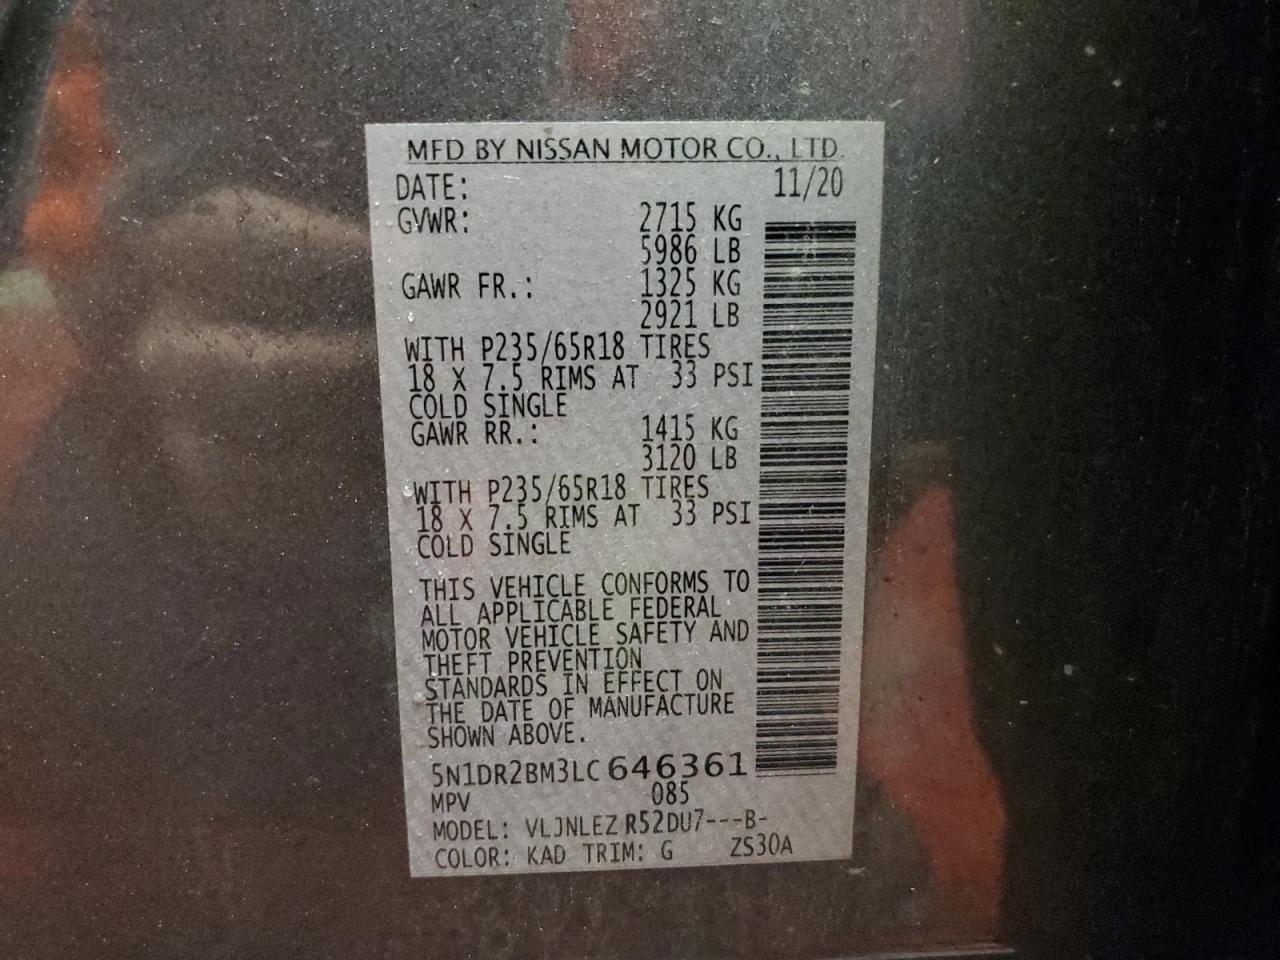 MFD BY NISSAN MOTOR CO., LTD.
DATE: 11/20
GVWR: 2715 KG
5986 LB
GAWR FR.: 1325 KG
2921 LB
WITH P235/65R18 TIRES
18 X 7.5 RIMS AT 33 PSI
COLD SINGLE
GAWR RR.: 1415 KG
3120 LB
WITH P235/65R18 TIRES
18 X 7.5 RIMS AT 33 PSI
COLD SINGLE
THIS VEHICLE CONFORMS TO
ALL APPLICABLE FEDERAL
MOTOR VEHICLE SAFETY AND
THEFT PREVENTION
STANDARDS IN EFFECT ON
THE DATE OF MANUFACTURE
SHOWN ABOVE.
5N1DR2BM3LC646361
MPV 085
MODEL: VLJNLEZ R52DU7---B-
COLOR: KAD TRIM: G ZS30A